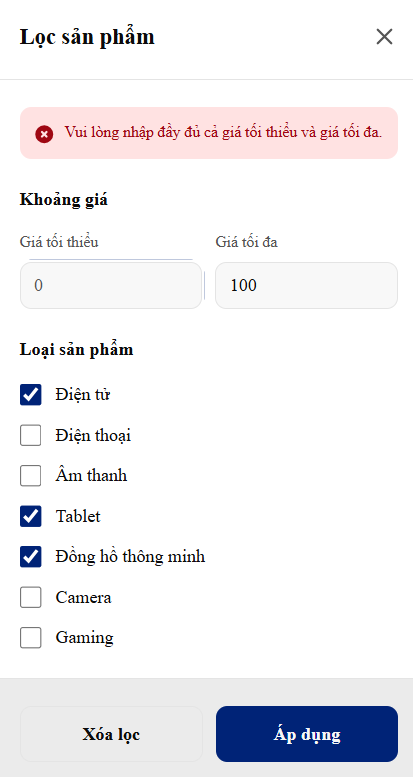 Lọc sản phẩm
Vui lòng nhập đầy đủ cả giá tối thiểu và giá tối đa.
Khoảng giá
Giá tối thiểu
Giá tối đa
0
100
Loại sản phẩm
Điện tử
Điện thoại
Âm thanh
Tablet
Đồng hồ thông minh
Camera
Gaming
Xóa lọc
Áp dụng